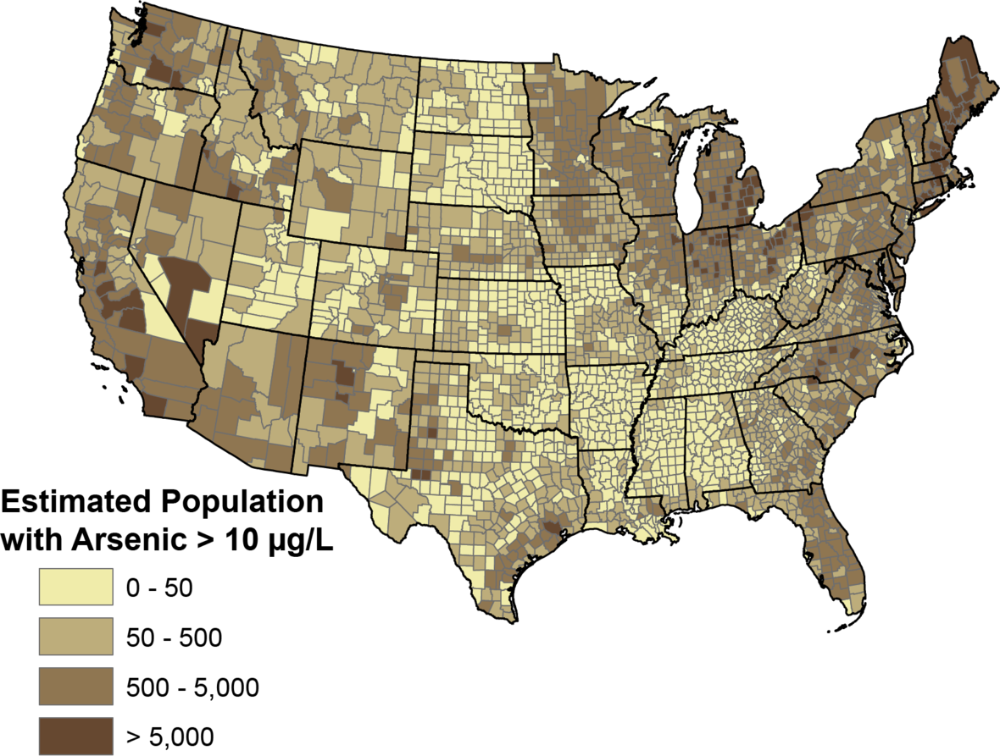 Estimated Population
with Arsenic > 10 µg/L
0 - 50
50 - 500
500 - 5,000
> 5,000